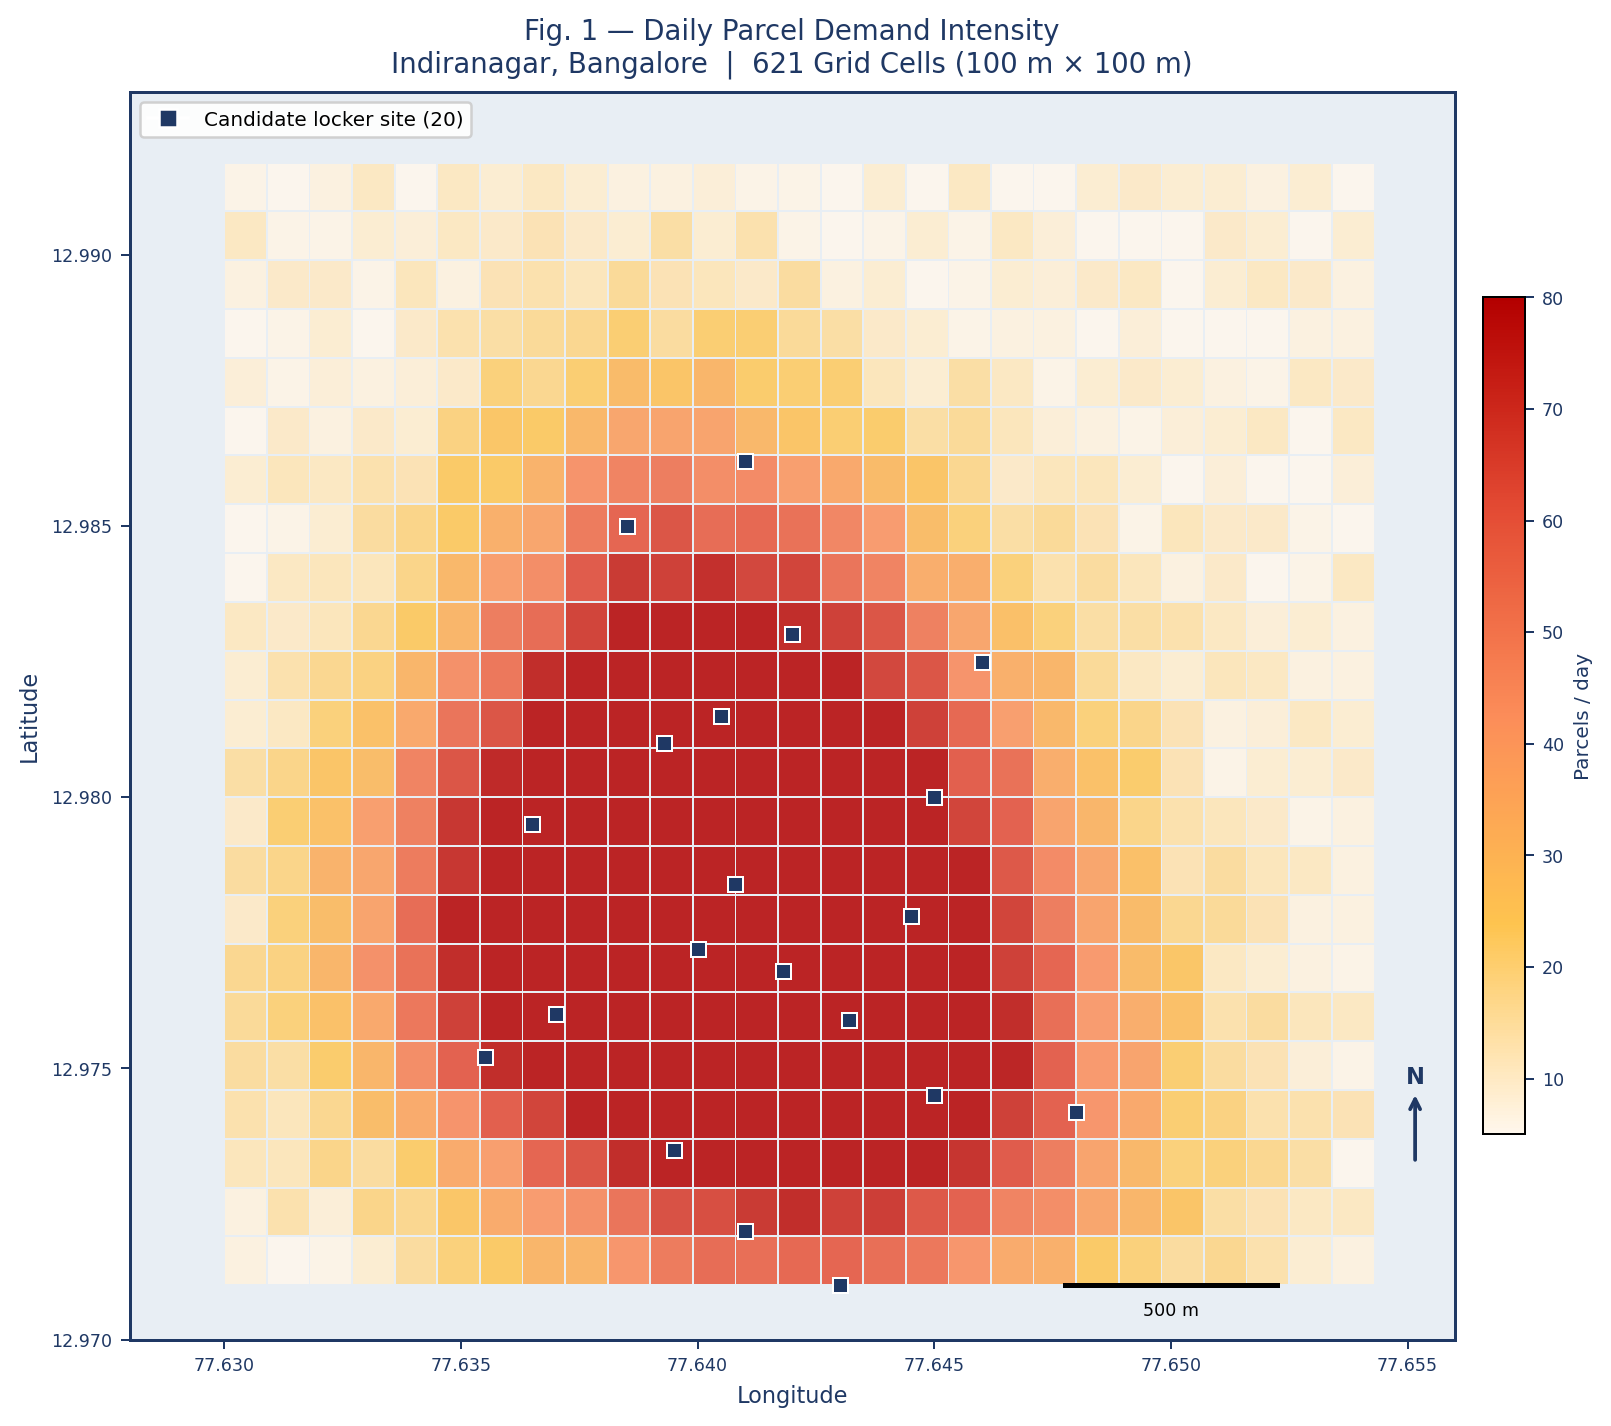 Fig. 1 — Daily Parcel Demand Intensity
Indiranagar, Bangalore | 621 Grid Cells (100 m × 100 m)
Candidate locker site (20)
12.990
12.985
12.980
12.975
12.970
Latitude
77.630
77.635
77.640
77.645
77.650
77.655
Longitude
N
500 m
80
70
60
50
40
30
20
10
Parcels / day